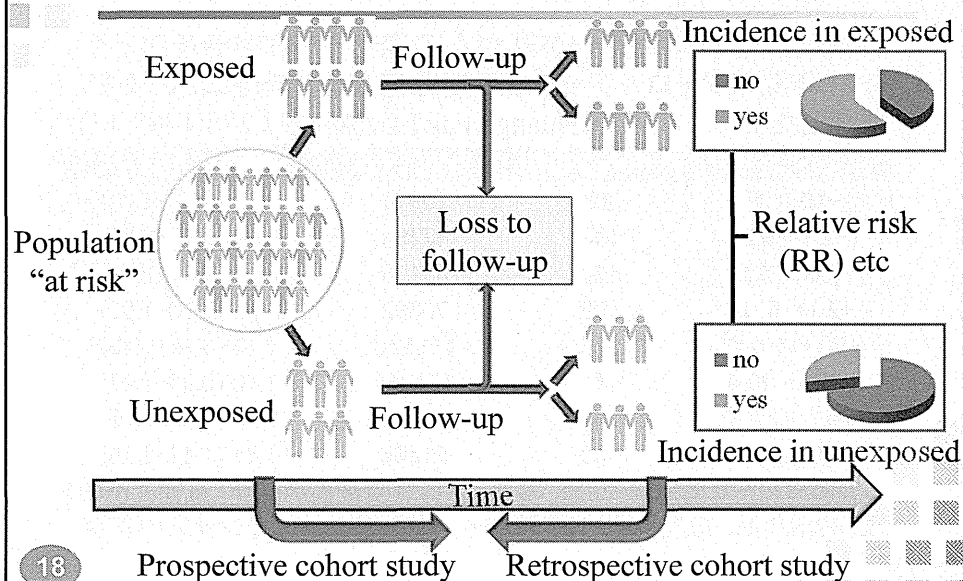 Incidence in exposed
Exposed
Follow-up
no
yes
Population
"at risk"
Loss to
follow-up
Relative risk
(RR) etc
no
yes
Unexposed
Follow-up
Incidence in unexposed
Time
Prospective cohort study
Retrospective cohort study
18